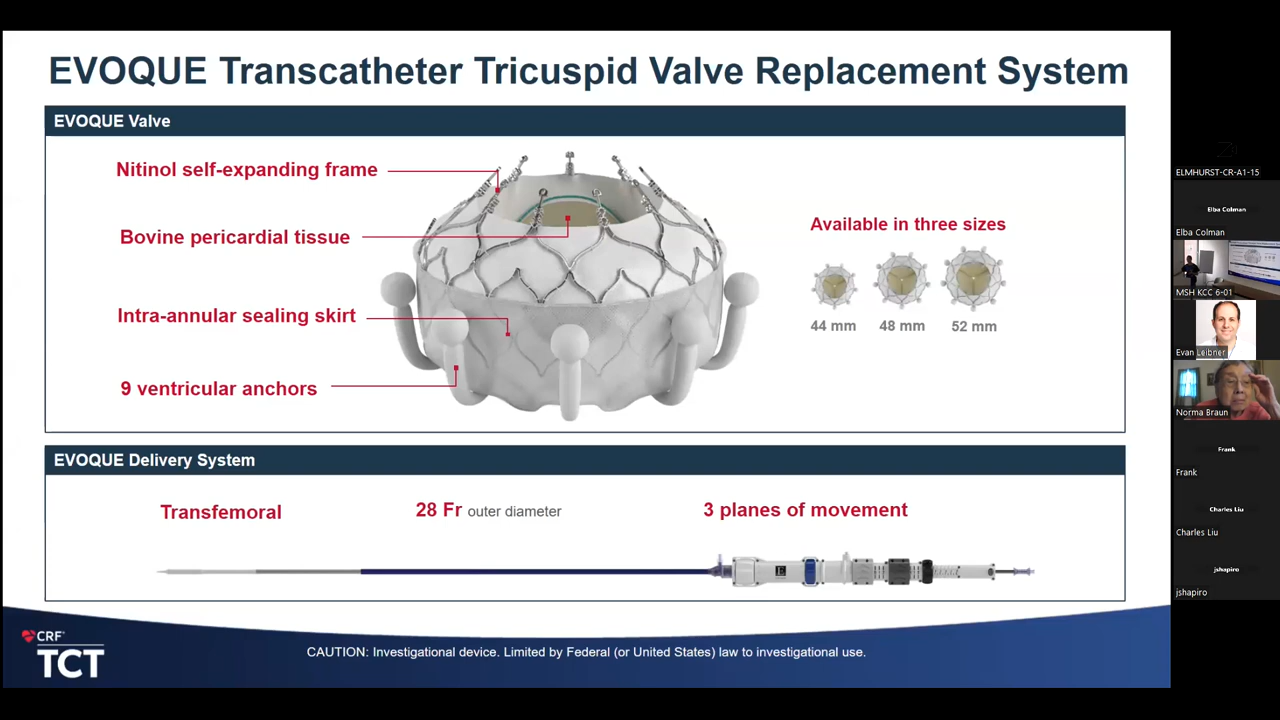 EVOQUE Transcatheter Tricuspid Valve Replacement System
EVOQUE Valve
Nitinol self-expanding frame
Bovine pericardial tissue
Intra-annular sealing skirt
9 ventricular anchors
Available in three sizes
44 mm
48 mm
52 mm
EVOQUE Delivery System
Transfemoral
28 Fr outer diameter
3 planes of movement
E
CRF
TCT
CAUTION: Investigational device. Limited by Federal (or United States) law to investigational use.
ELMHURST-CR-A1-15
Elba Colman
Elba Colman
MSH KCC 6-01
Evan Leibner
Norma Braun
Frank
Frank
Charles Liu
Charles Liu
jshapiro
jshapiro